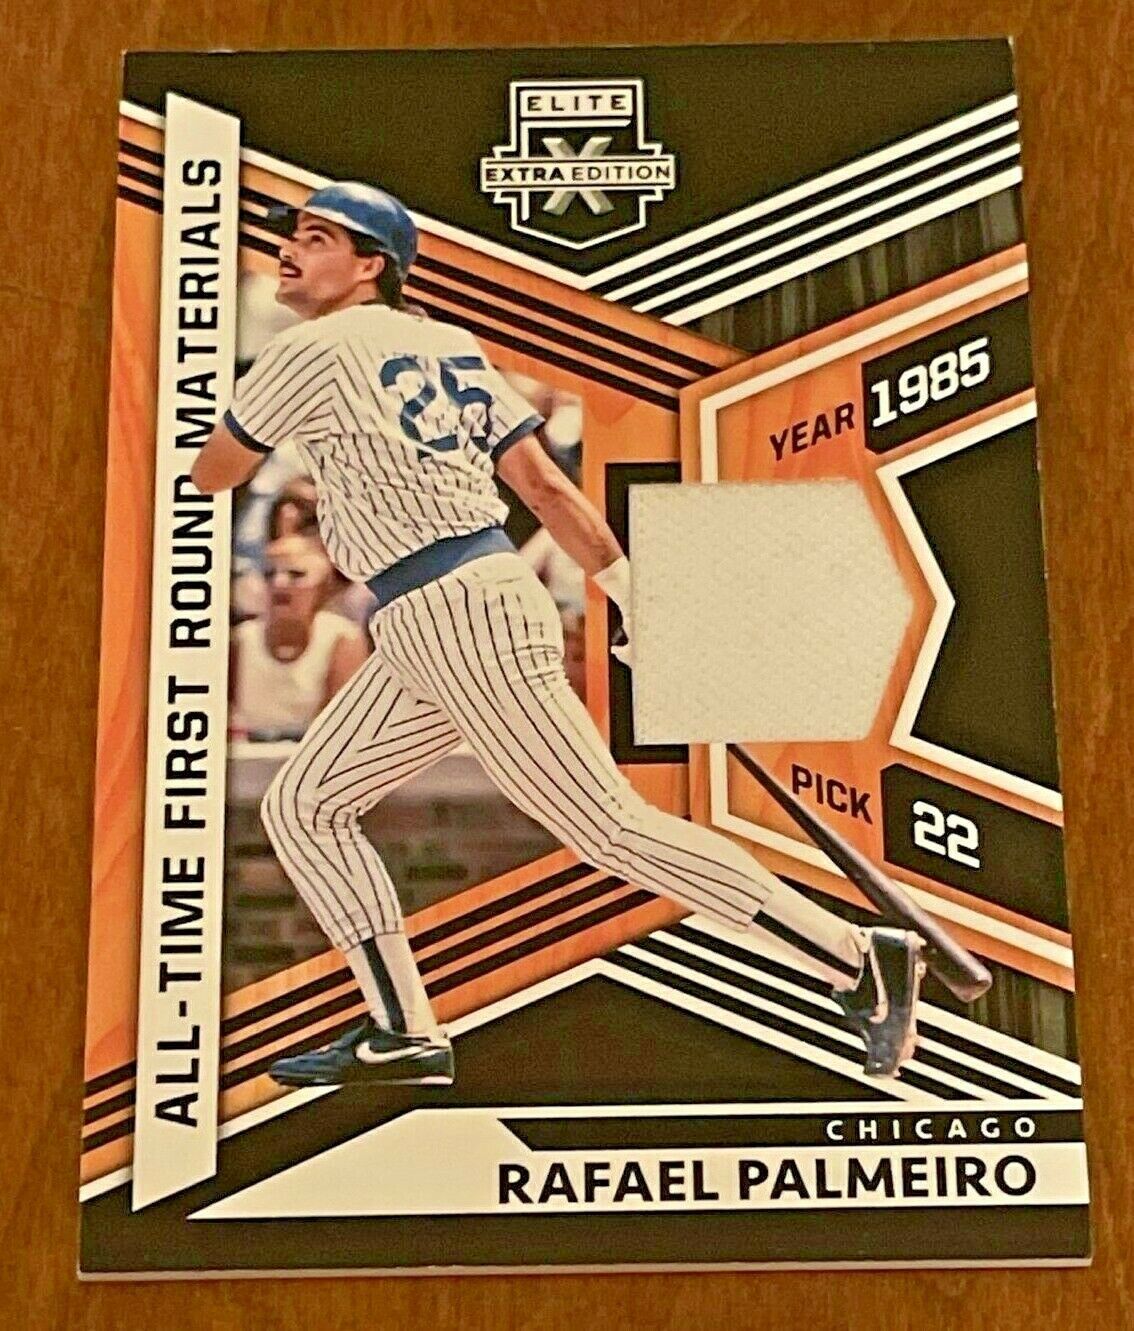 ELITE
EXTRA EDITION
X
ALL-TIME FIRST ROUND MATERIALS
25
YEAR 1985
PICK 22
CHICAGO
RAFAEL PALMEIRO